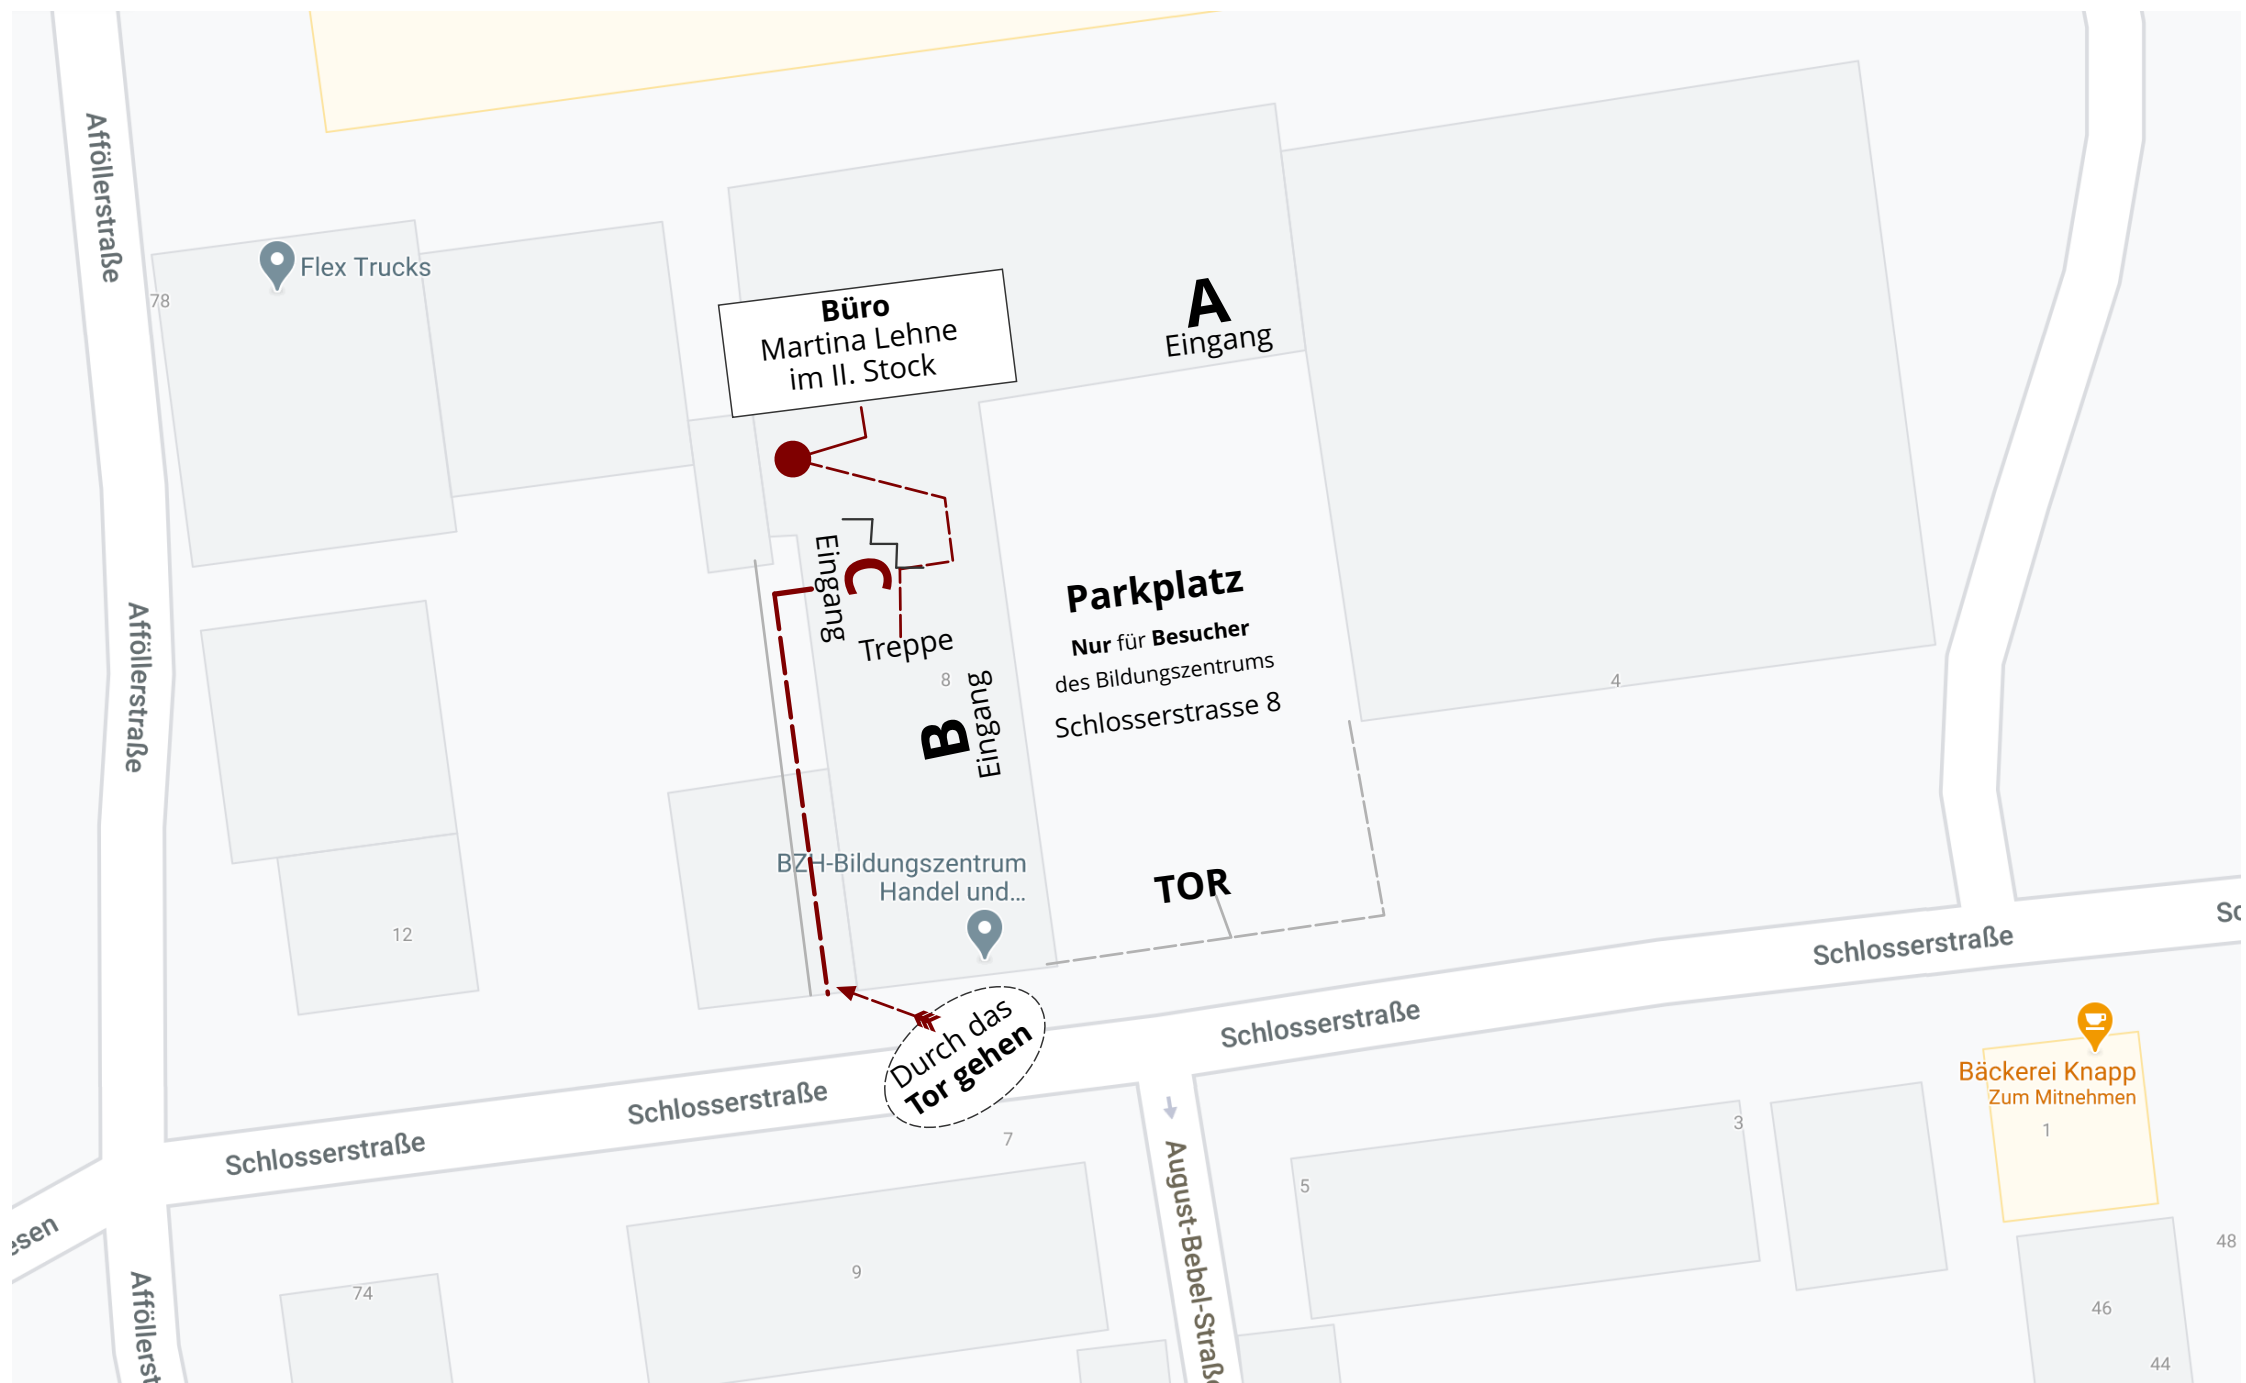 Afföllerstraße
Flex Trucks
78
Büro
Martina Lehne
im II. Stock
A
Eingang
Eingang
C
Treppe
8
B
Eingang
Parkplatz
Nur für Besucher
des Bildungszentrums
Schlosserstrasse 8
4
Afföllerstraße
BZH-Bildungszentrum
Handel und...
TOR
12
Durch das
Tor gehen
Schlosserstraße
Schlosserstraße
Schlosserstraße
Schlosserstraße
Sc
Bäckerei Knapp
Zum Mitnehmen
1
3
5
7
9
74
August-Bebel-Straße
Afföllerst
esen
48
46
44